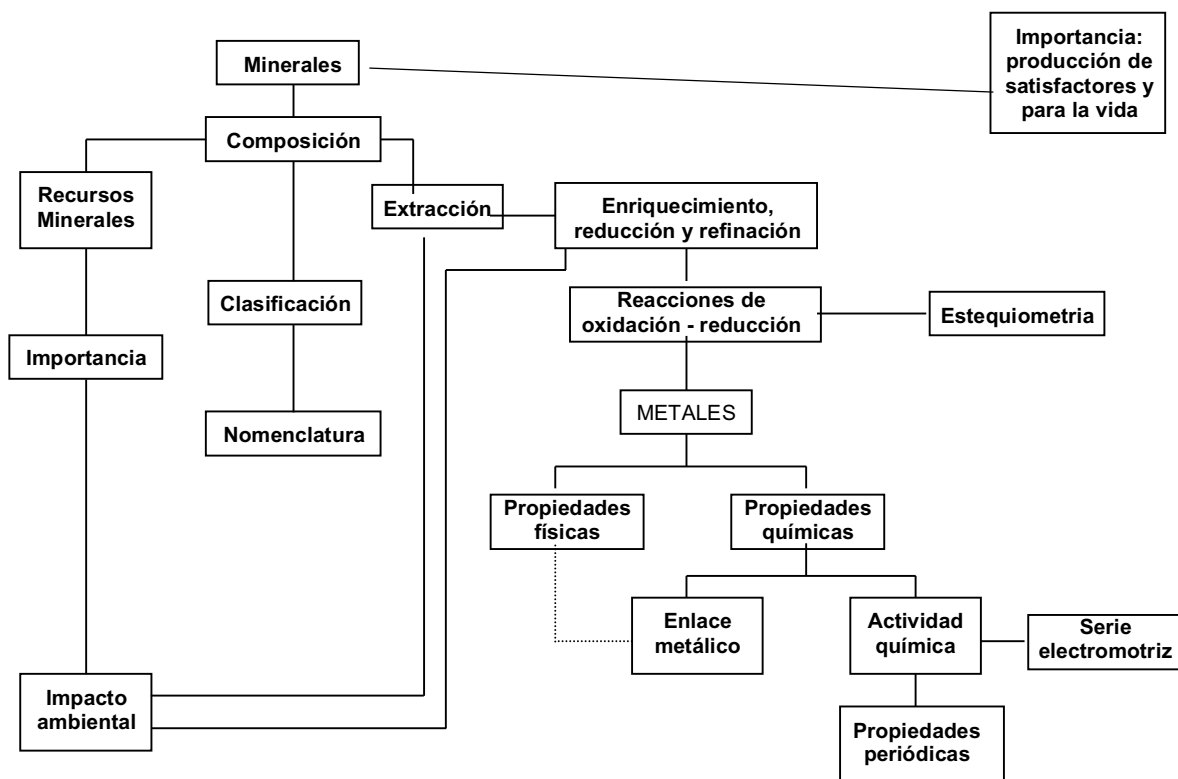 Minerales
Importancia:
producción de
satisfactores y
para la vida
Composición
Recursos
Minerales
Extracción
Enriquecimiento,
reducción y refinación
Clasificación
Reacciones de
oxidación - reducción
Estequiometria
Importancia
METALES
Nomenclatura
Propiedades
físicas
Propiedades
químicas
Enlace
metálico
Actividad
química
Serie
electromotriz
Impacto
ambiental
Propiedades
periódicas